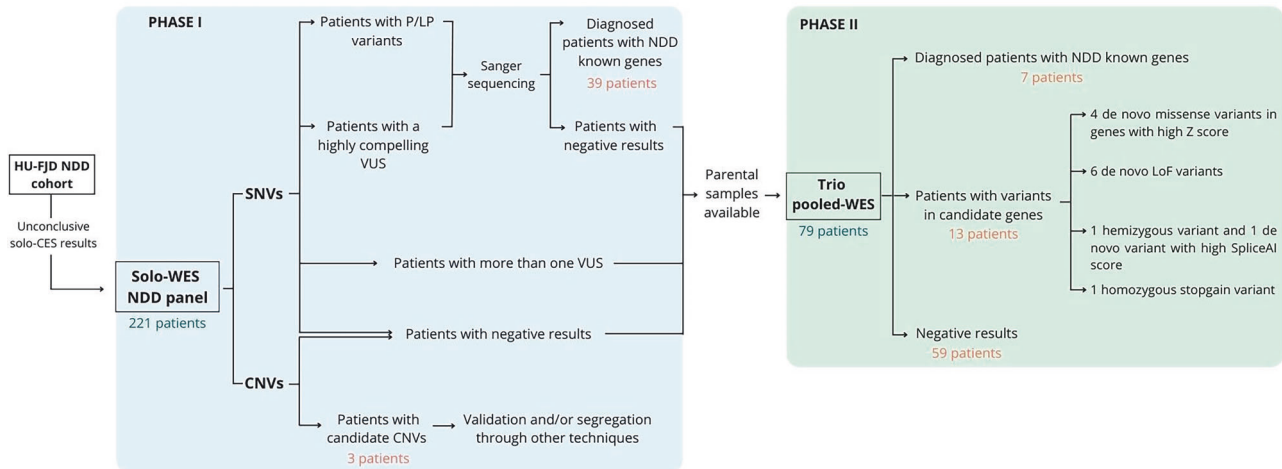 HU-FJD NDD
cohort
Unconclusive
solo-CES results
PHASE I
Solo-WES
NDD panel
221 patients
SNVs
CNVs
Patients with P/LP
variants
Patients with a
highly compelling
VUS
Sanger
sequencing
Diagnosed
patients with NDD
known genes
39 patients
Patients with
negative results
Patients with more than one VUS
Patients with negative results
Patients with
candidate CNVs
3 patients
Validation and/or segregation
through other techniques
Parental
samples
available
PHASE II
Trio
pooled-WES
79 patients
Diagnosed patients with NDD known genes
7 patients
Patients with variants
in candidate genes
13 patients
4 de novo missense variants in
genes with high Z score
6 de novo LoF variants
1 hemizygous variant and 1 de
novo variant with high SpliceAI
score
1 homozygous stopgain variant
Negative results
59 patients